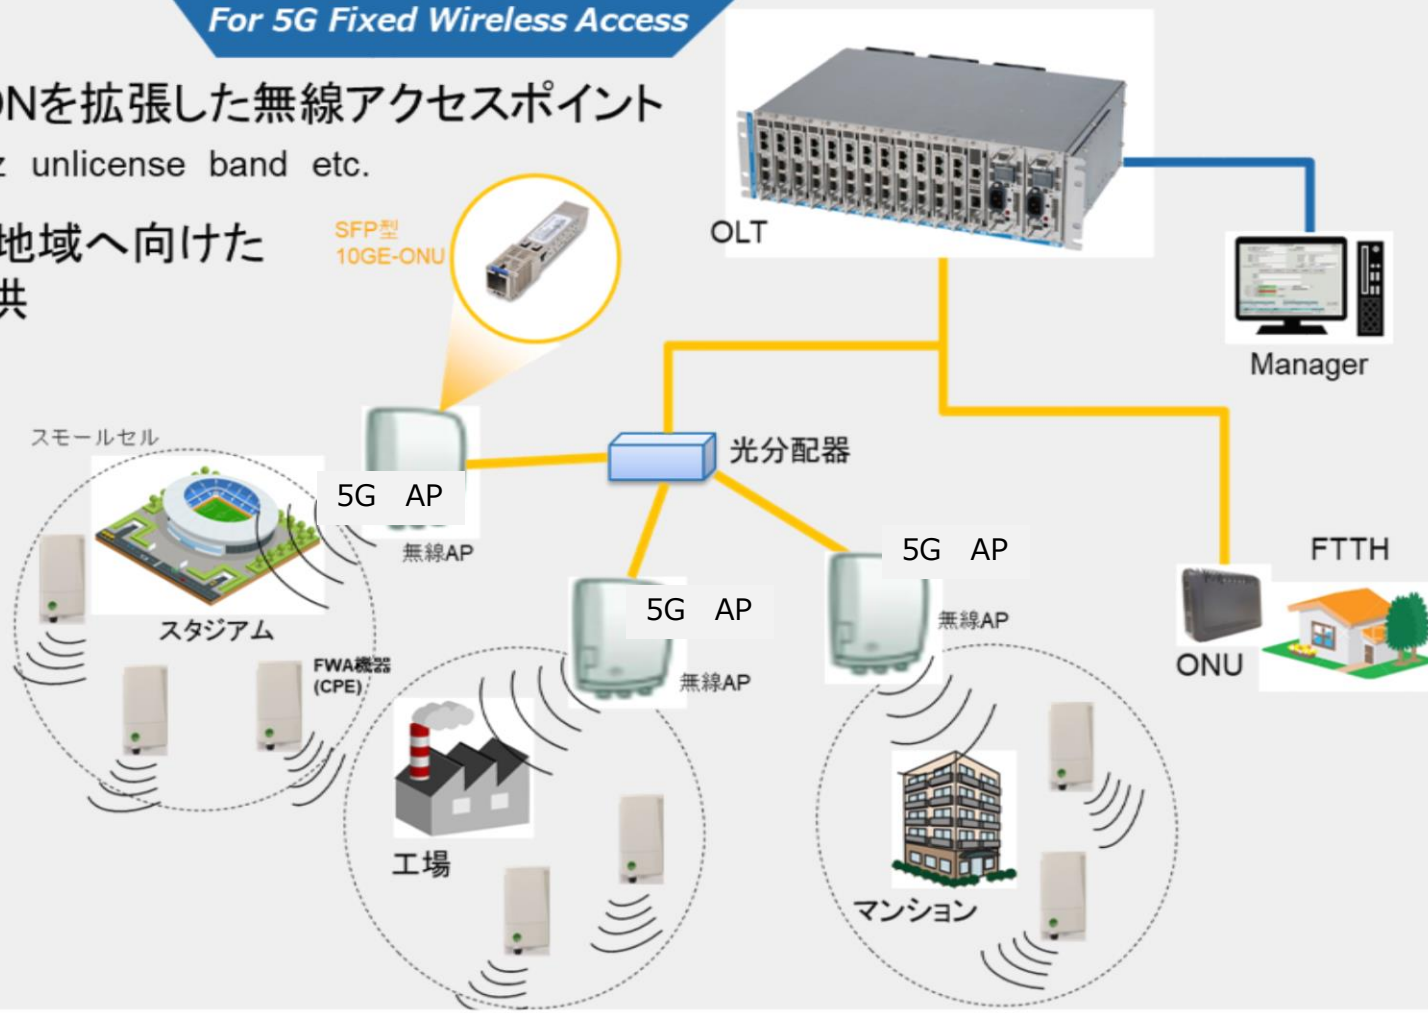 For 5G Fixed Wireless Access
ONを拡張した無線アクセスポイント
z unlicense band etc.
地域へ向けた
供
SFP型
10GE-ONU
OLT
Manager
スモールセル
光分配器
5G AP
無線AP
5G AP
無線AP
5G AP
無線AP
FTTH
ONU
スタジアム
FWA機器
(CPE)
工場
マンション